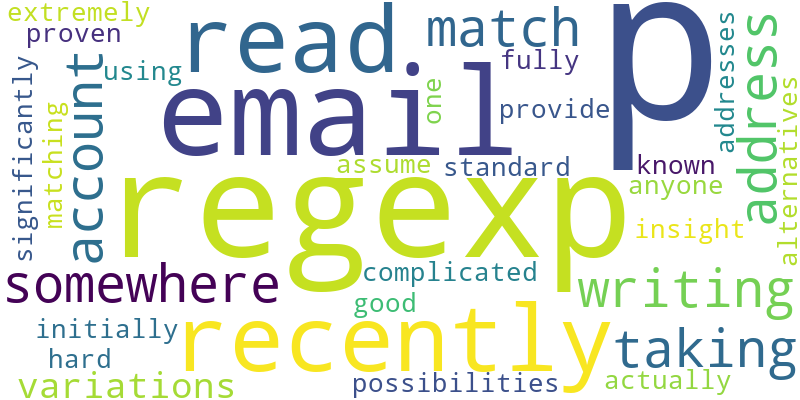 extremely
proven
read
match
p
using
fully
account
email
one
provide
address
addresses
significantly
matching
assume
standard
known
anyone
alternatives
regexp
insight
somewhere
complicated
writing
good
initially
recently
taking
hard
variations
possibilities
actually